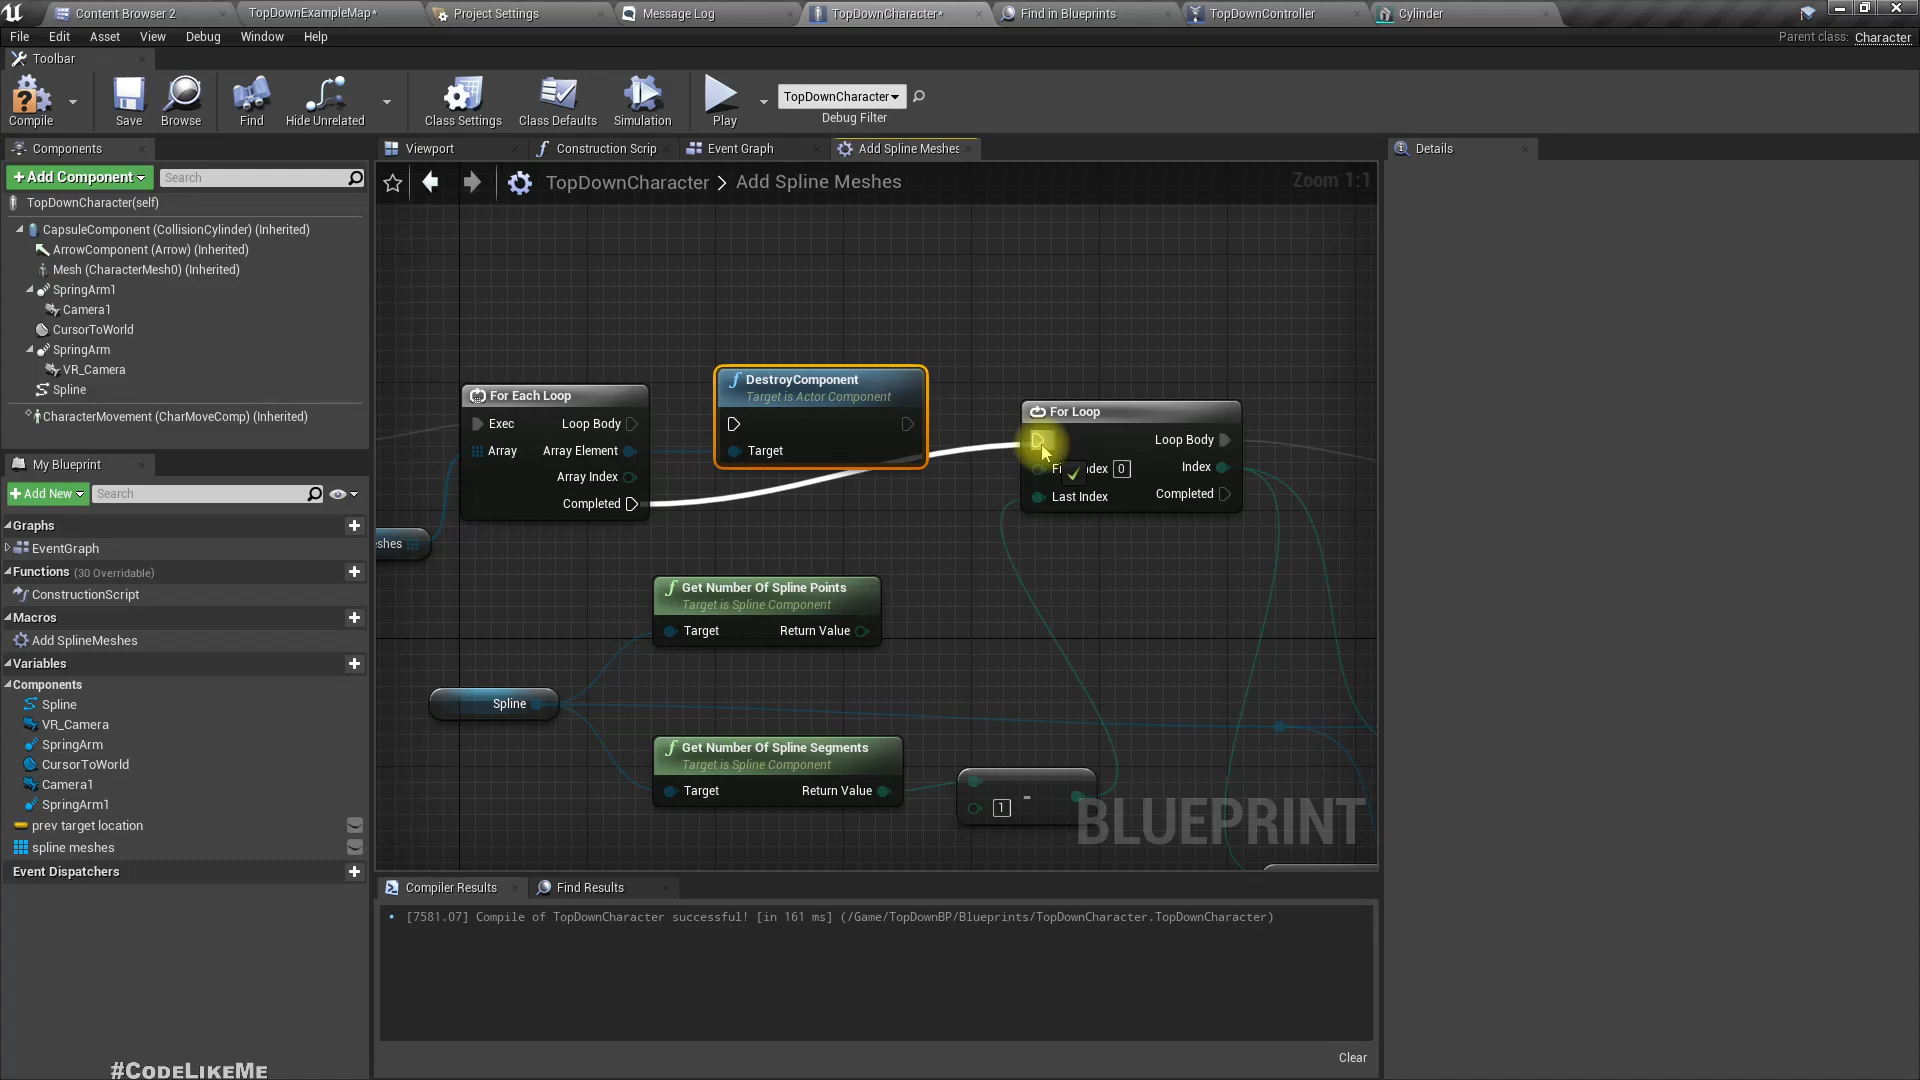 Content Browser 2
TopDownExampleMap*
Project Settings
Message Log
TopDownCharacter*
Find in Blueprints
TopDownController
Cylinder
File Edit Asset View Debug Window Help
Parent class: Character
Toolbar
Compile
Save
Browse
Find
Hide Unrelated
Class Settings
Class Defaults
Simulation
Play
TopDownCharacter
Debug Filter
Components
Viewport
Construction Scrip
Event Graph
Add Spline Meshes
Details
+Add Component
Search
TopDownCharacter > Add Spline Meshes
Zoom 1:1
TopDownCharacter(self)
CapsuleComponent (CollisionCylinder) (Inherited)
ArrowComponent (Arrow) (Inherited)
Mesh (CharacterMesh0) (Inherited)
SpringArm1
Camera1
CursorToWorld
SpringArm
VR_Camera
Spline
CharacterMovement (CharMoveComp) (Inherited)
My Blueprint
+Add New
Search
Graphs
EventGraph
Functions (30 Overridable)
ConstructionScript
Macros
Add SplineMeshes
Variables
Components
Spline
VR_Camera
SpringArm
CursorToWorld
Camera1
SpringArm1
prev target location
spline meshes
Event Dispatchers
For Each Loop
Exec Loop Body
Array Array Element
Array Index
Completed
DestroyComponent
Target is Actor Component
Target
For Loop
Loop Body
Fi ndex 0 Index
Last Index Completed
shes
Get Number Of Spline Points
Target is Spline Component
Target Return Value
Spline
Get Number Of Spline Segments
Target is Spline Component
Target Return Value
1 -
BLUEPRINT
Compiler Results
Find Results
[7581.07] Compile of TopDownCharacter successful! [in 161 ms] (/Game/TopDownBP/Blueprints/TopDownCharacter.TopDownCharacter)
Clear
#CodeLikeMe